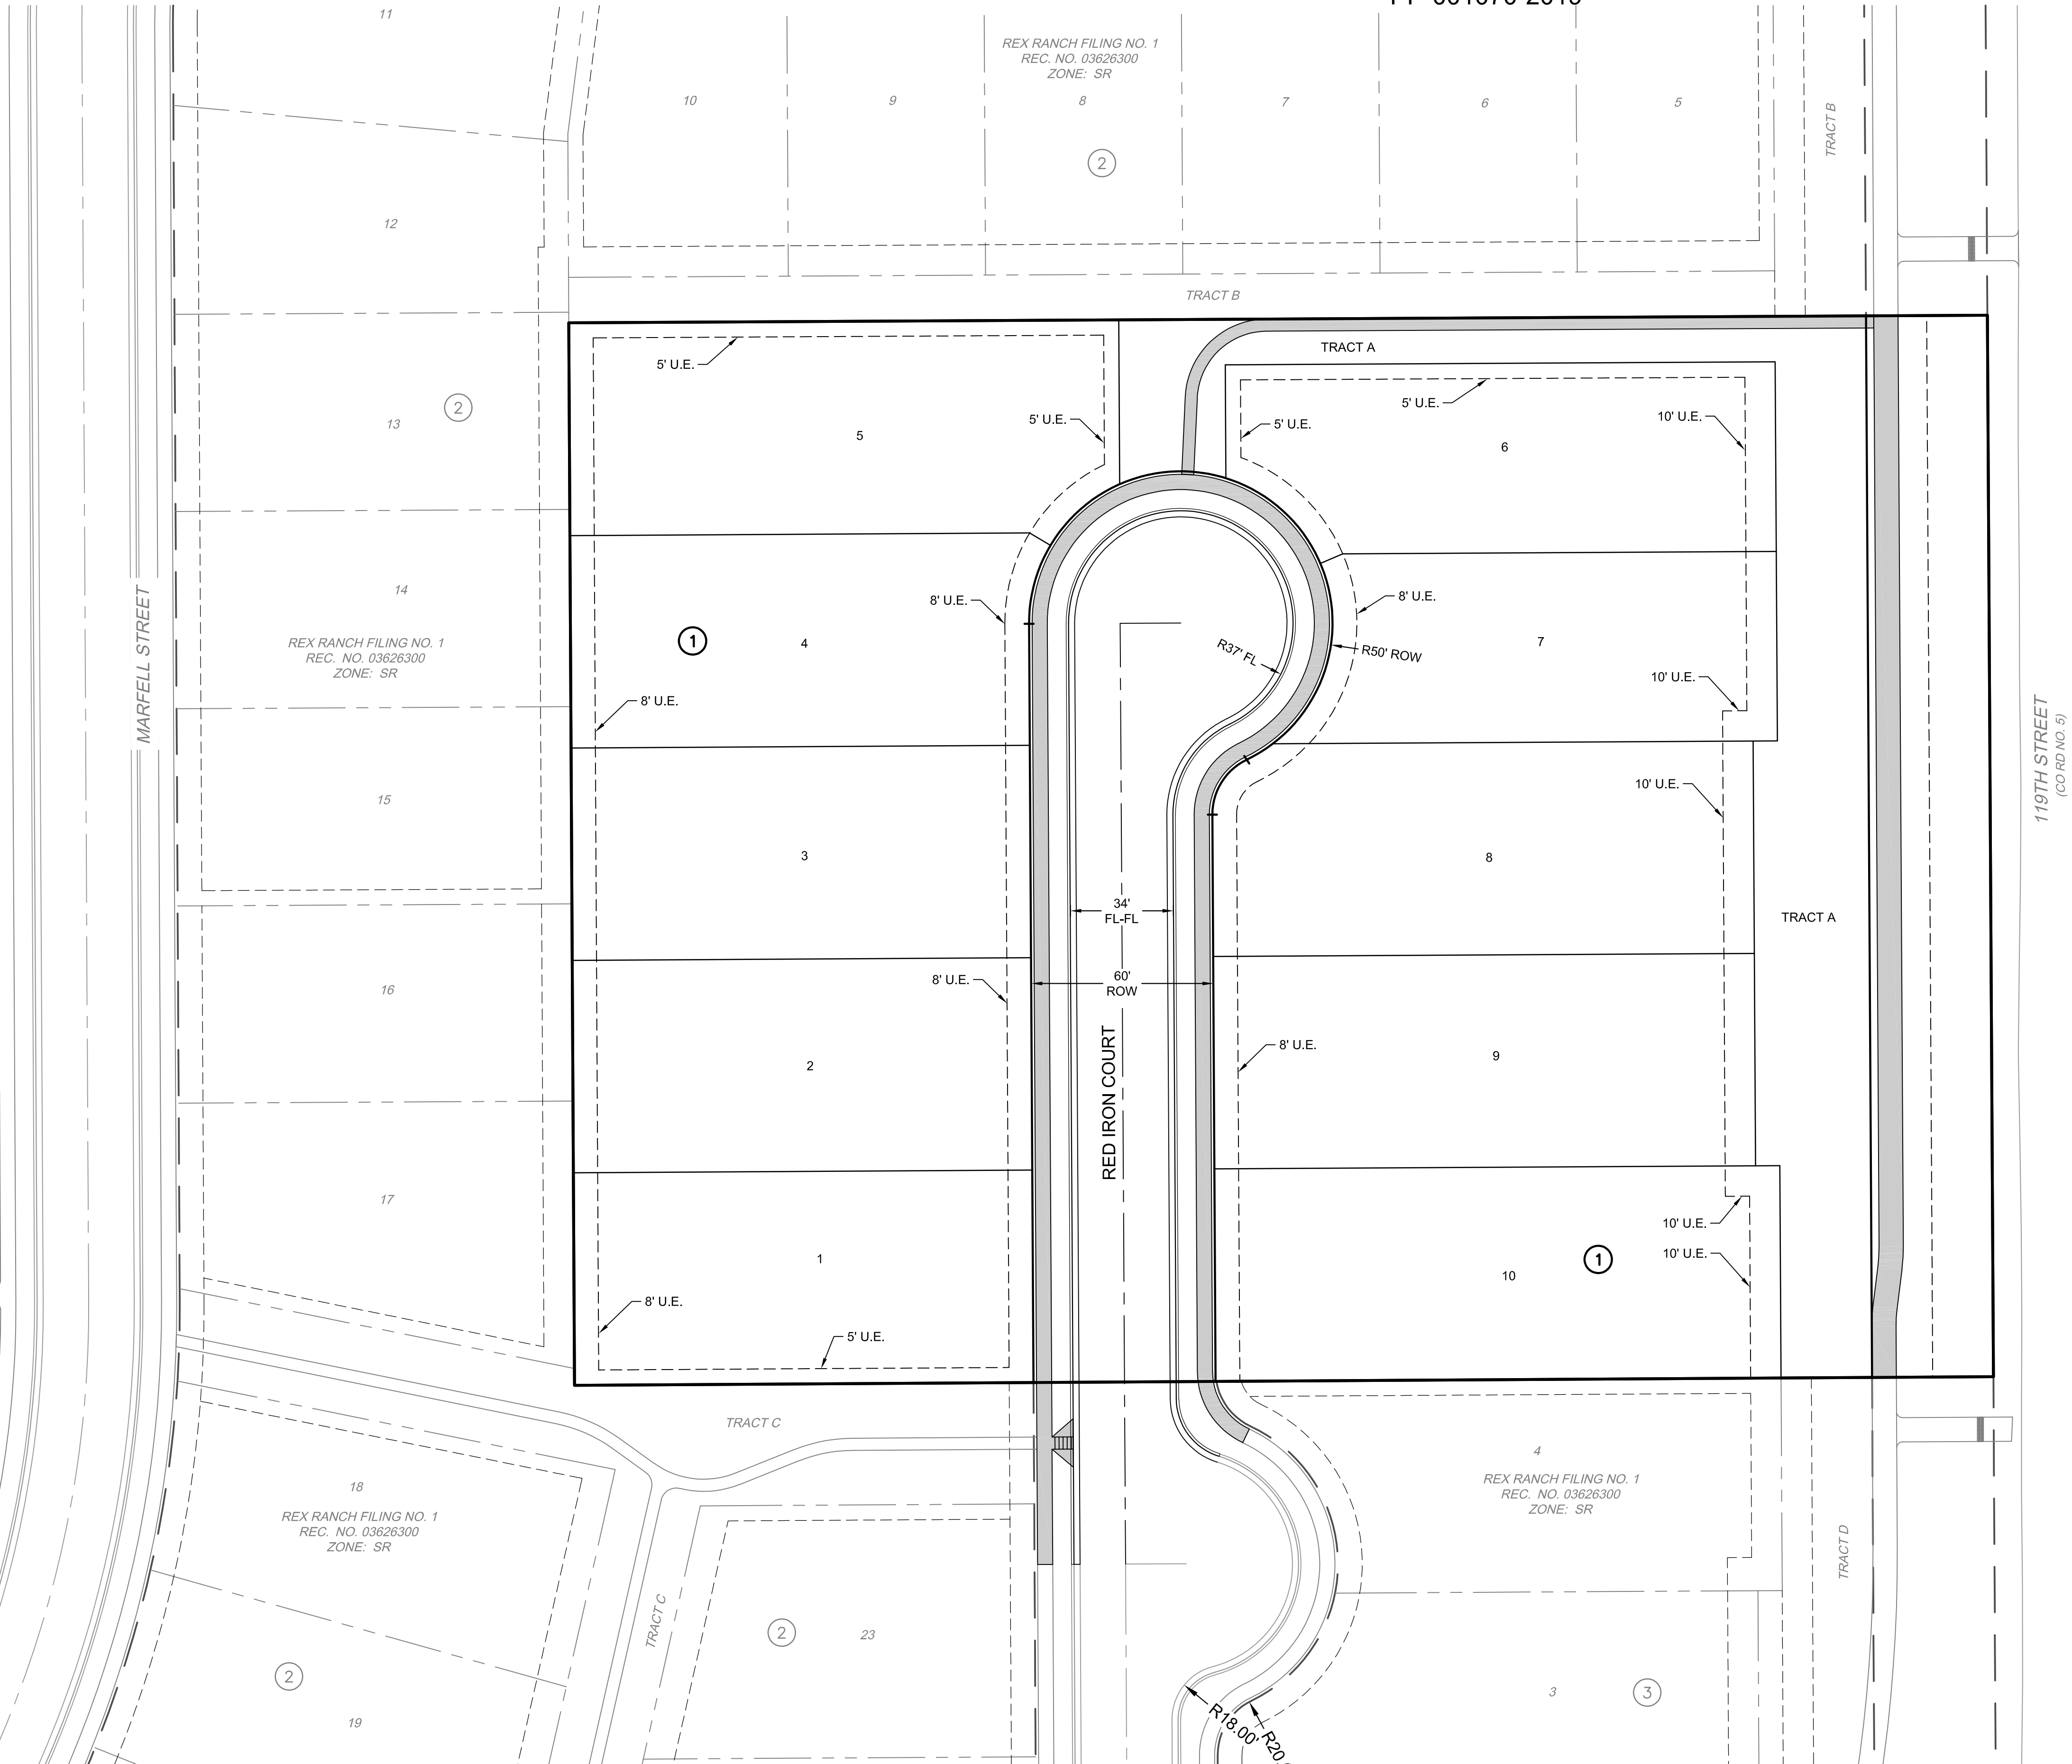 11
REX RANCH FILING NO. 1
REC. NO. 03626300
ZONE: SR
10
9
8
7
6
5
TRACT B
2
12
TRACT B
TRACT A
5' U.E.
5' U.E.
5' U.E.
5' U.E.
10' U.E.
2
13
5
6
14
REX RANCH FILING NO. 1
REC. NO. 03626300
ZONE: SR
MARFELL STREET
8' U.E.
8' U.E.
1
4
7
R37' FL
R50' ROW
8' U.E.
10' U.E.
119TH STREET
(CO RD NO. 5)
15
10' U.E.
3
8
34'
FL-FL
TRACT A
16
8' U.E.
60'
ROW
RED IRON COURT
2
8' U.E.
9
17
10' U.E.
1
1
10' U.E.
10
8' U.E.
5' U.E.
TRACT C
4
REX RANCH FILING NO. 1
REC. NO. 03626300
ZONE: SR
18
REX RANCH FILING NO. 1
REC. NO. 03626300
ZONE: SR
TRACT D
TRACT C
2
23
2
3
3
19
R18.00'